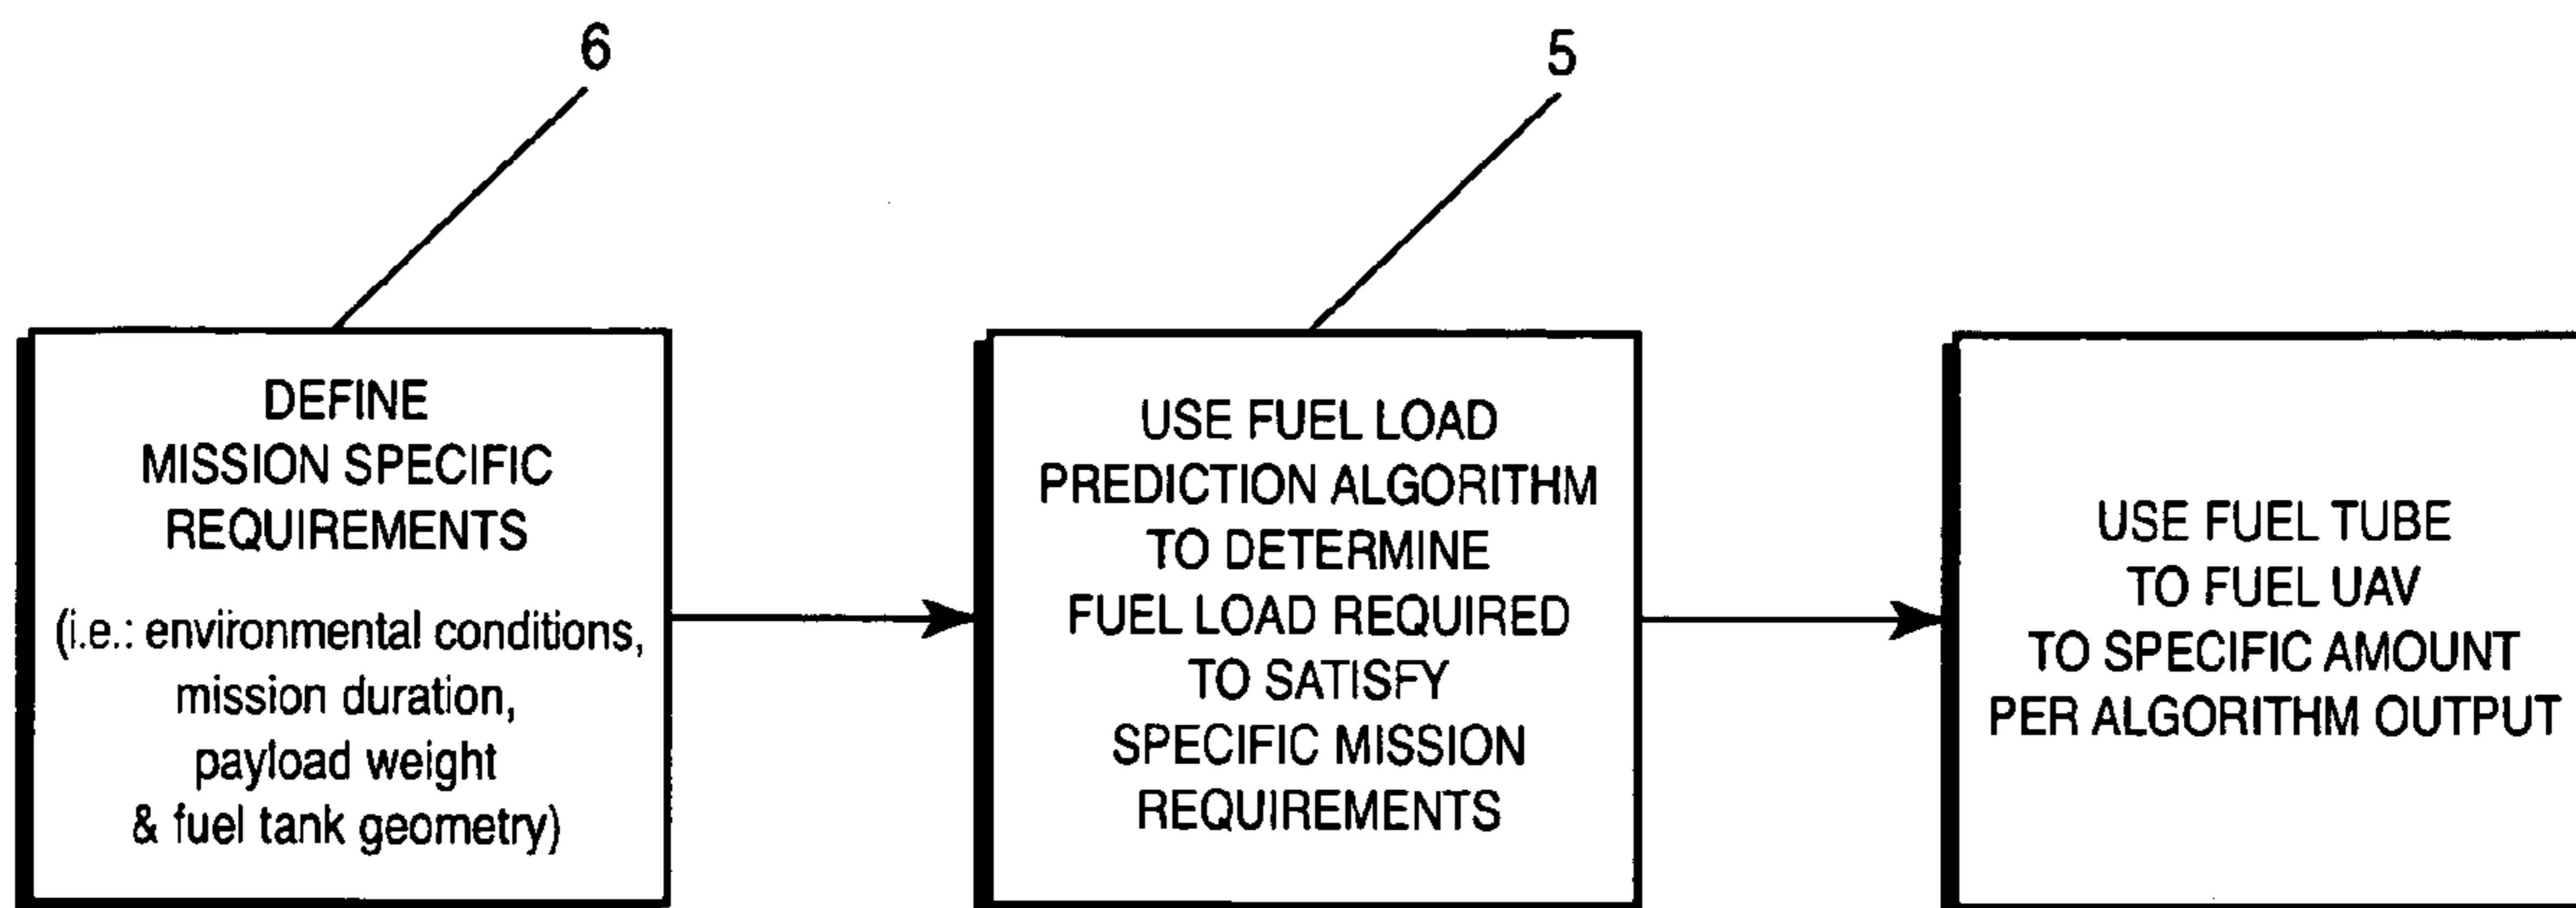 6
5
DEFINE
MISSION SPECIFIC
REQUIREMENTS
(i.e.: environmental conditions,
mission duration,
payload weight
& fuel tank geometry)
USE FUEL LOAD
PREDICTION ALGORITHM
TO DETERMINE
FUEL LOAD REQUIRED
TO SATISFY
SPECIFIC MISSION
REQUIREMENTS
USE FUEL TUBE
TO FUEL UAV
TO SPECIFIC AMOUNT
PER ALGORITHM OUTPUT